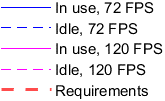 In use, 72 FPS
Idle, 72 FPS
In use, 120 FPS
Idle, 120 FPS
Requirements